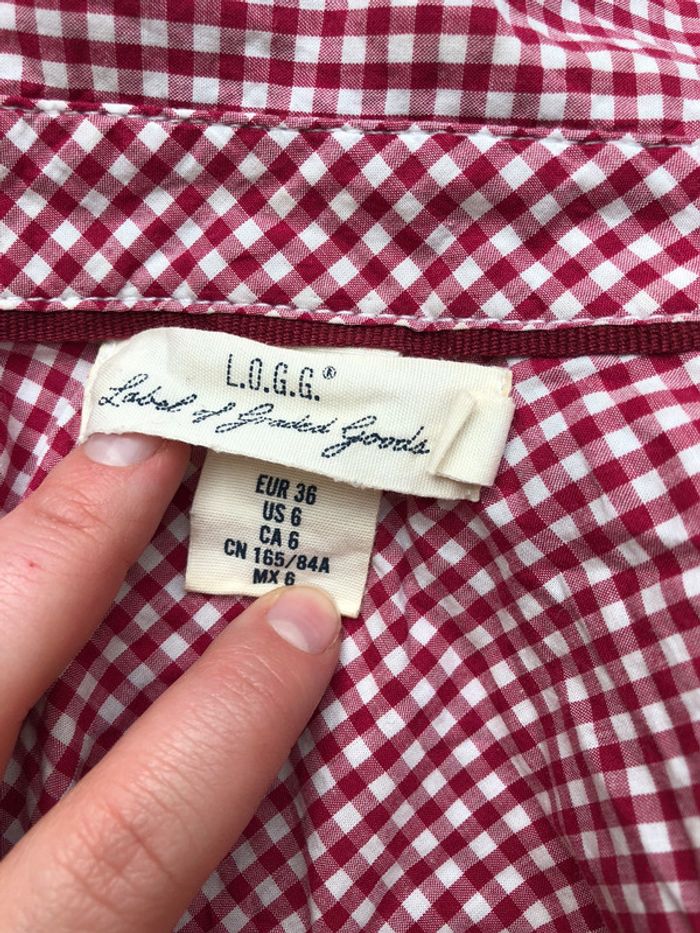 L.O.G.G.®
Label of Graded Goods
EUR 36
US 6
CA 6
CN 165/84A
MX 6